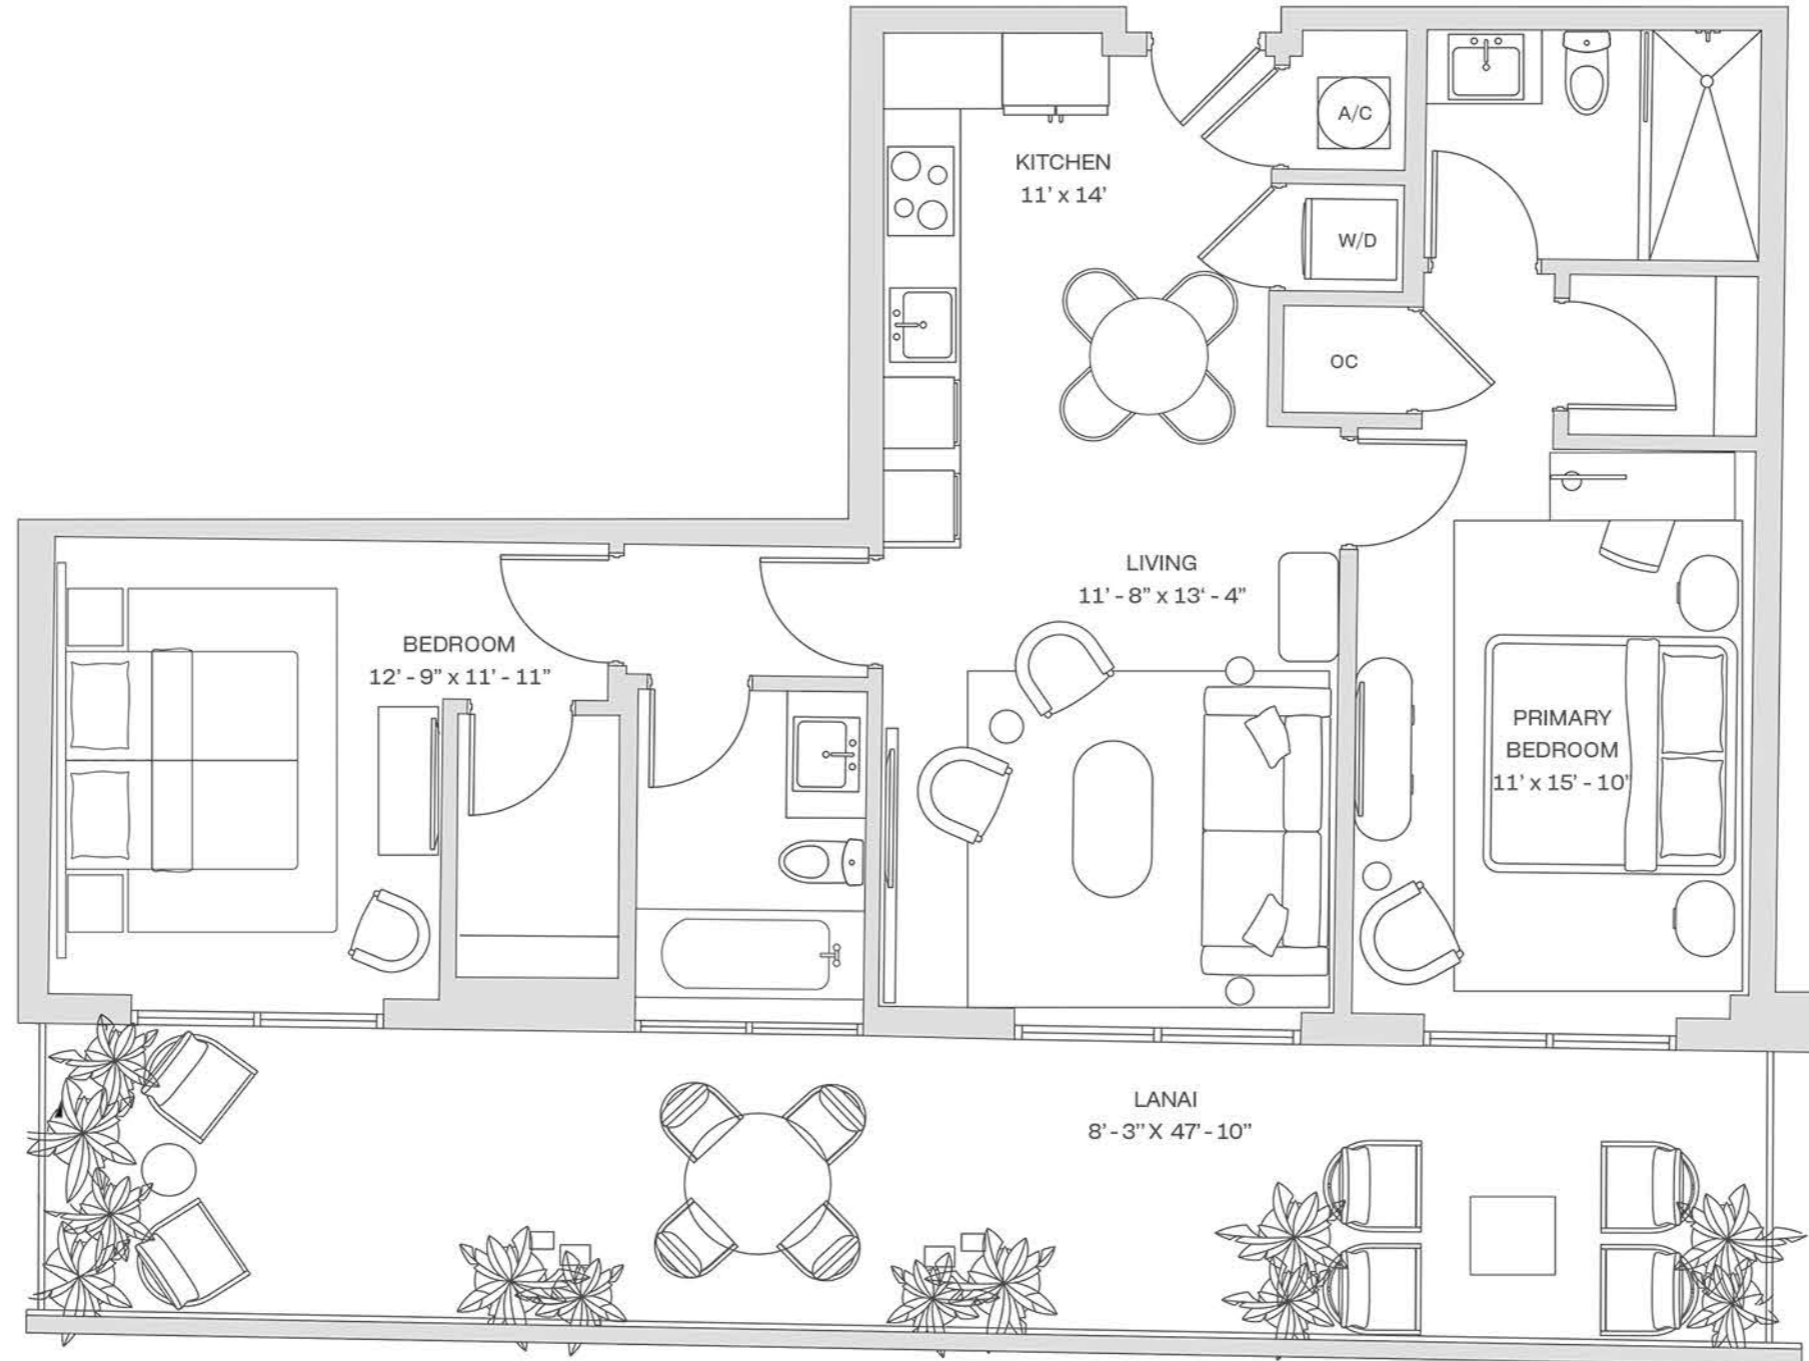 A/C
KITCHEN
11’ x 14’
W/D
OC
LIVING
11’ - 8” x 13‘ - 4”
BEDROOM
12’ - 9” x 11’ - 11”
PRIMARY
BEDROOM
11’ x 15’ - 10’
LANAI
8’ - 3” X 47’ - 10”